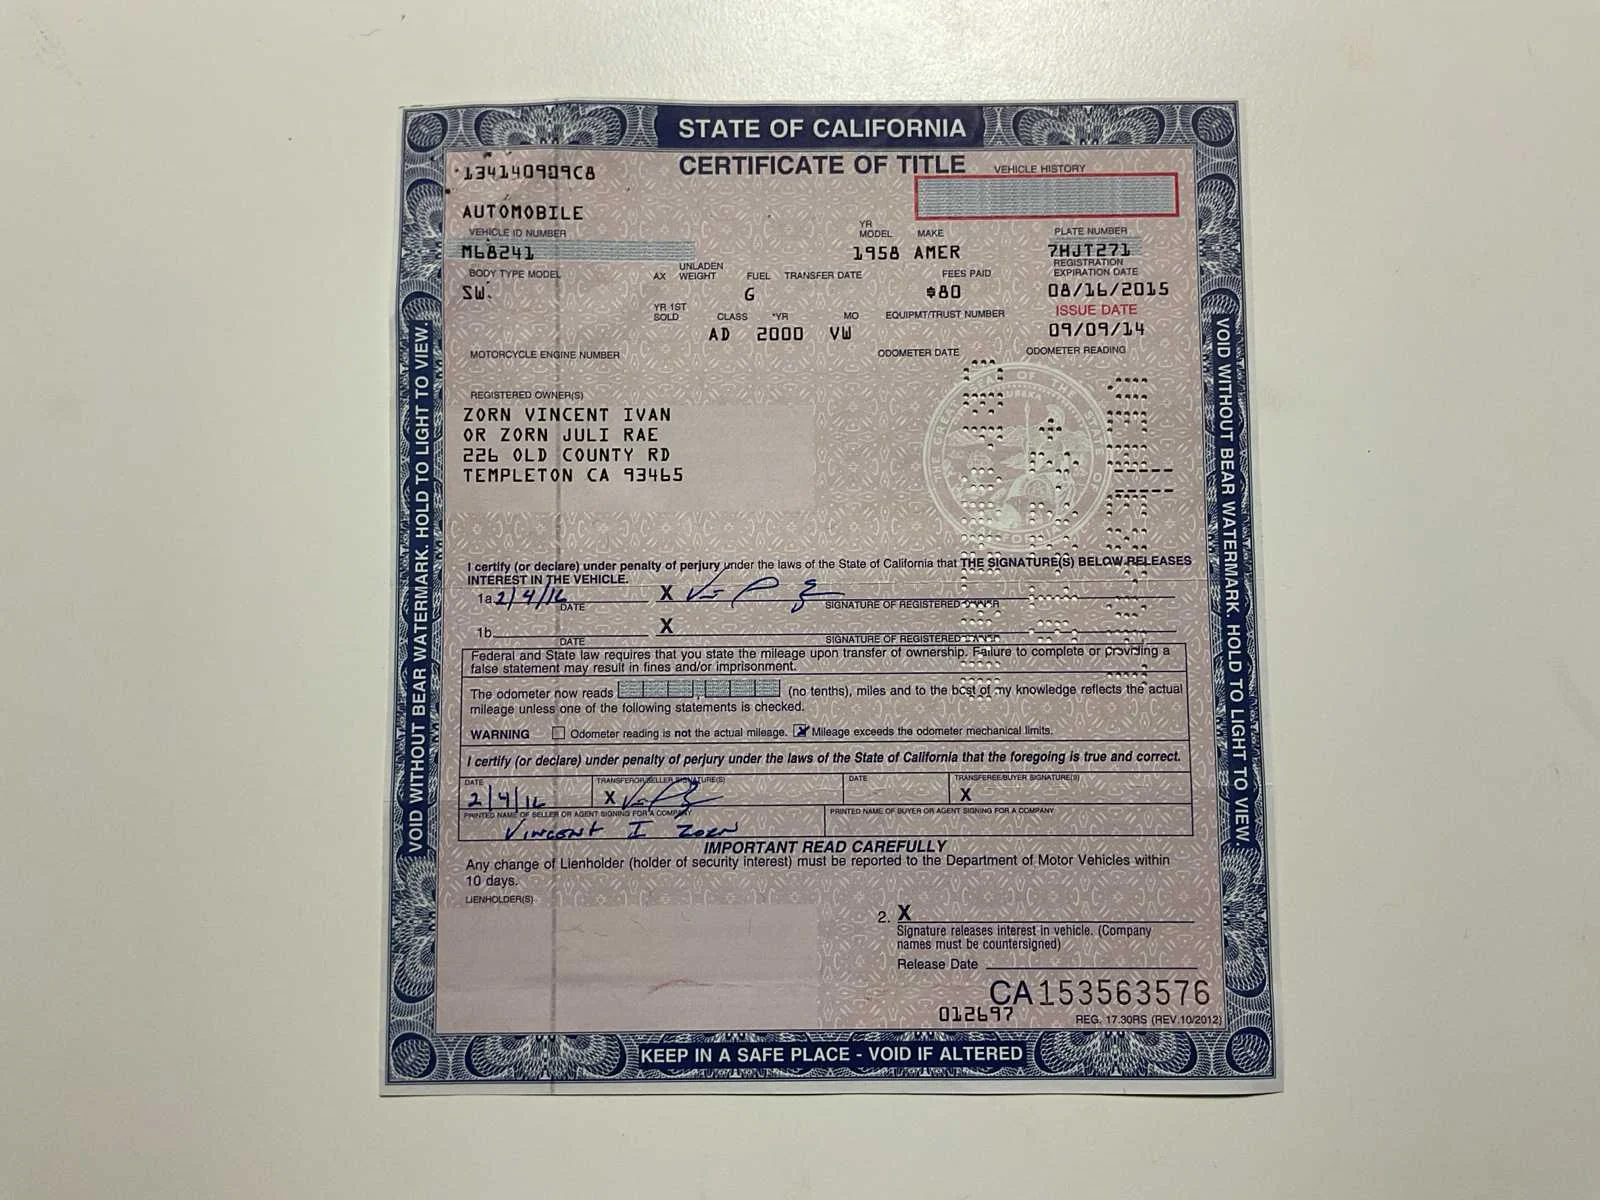 STATE OF CALIFORNIA
CERTIFICATE OF TITLE
VEHICLE HISTORY
134140909C8
AUTOMOBILE
VEHICLE ID NUMBER YR MODEL MAKE PLATE NUMBER
M68241 1958 AMER 7HJT271
BODY TYPE MODEL AX UNLADEN WEIGHT FUEL TRANSFER DATE FEES PAID REGISTRATION EXPIRATION DATE
SW. G $80 08/16/2015
YR 1ST SOLD CLASS *YR MO EQUIPMT/TRUST NUMBER ISSUE DATE
AD 2000 VW 09/09/14
MOTORCYCLE ENGINE NUMBER ODOMETER DATE ODOMETER READING
REGISTERED OWNER(S)
ZORN VINCENT IVAN
OR ZORN JULI RAE
226 OLD COUNTY RD
TEMPLETON CA 93465
THE GREAT SEAL OF THE STATE OF CALIFORNIA
EUREKA
I certify (or declare) under penalty of perjury under the laws of the State of California that THE SIGNATURE(S) BELOW RELEASES
INTEREST IN THE VEHICLE.
1a. 2/4/16 X
DATE SIGNATURE OF REGISTERED OWNER
1b. X
DATE SIGNATURE OF REGISTERED OWNER
Federal and State law requires that you state the mileage upon transfer of ownership. Failure to complete or providing a
false statement may result in fines and/or imprisonment.
The odometer now reads , (no tenths), miles and to the best of my knowledge reflects the actual
mileage unless one of the following statements is checked.
WARNING Odometer reading is not the actual mileage. X Mileage exceeds the odometer mechanical limits.
I certify (or declare) under penalty of perjury under the laws of the State of California that the foregoing is true and correct.
DATE TRANSFEROR/SELLER SIGNATURE(S) DATE TRANSFEREE/BUYER SIGNATURE(S)
2/4/16 X X
PRINTED NAME OF SELLER OR AGENT SIGNING FOR A COMPANY PRINTED NAME OF BUYER OR AGENT SIGNING FOR A COMPANY
Vincent I Zorn
IMPORTANT READ CAREFULLY
Any change of Lienholder (holder of security interest) must be reported to the Department of Motor Vehicles within
10 days.
LIENHOLDER(S)
2. X
Signature releases interest in vehicle. (Company
names must be countersigned)
Release Date
CA153563576
012697
REG. 17.30RS (REV.10/2012)
KEEP IN A SAFE PLACE - VOID IF ALTERED
VOID WITHOUT BEAR WATERMARK. HOLD TO LIGHT TO VIEW.
VOID WITHOUT BEAR WATERMARK. HOLD TO LIGHT TO VIEW.